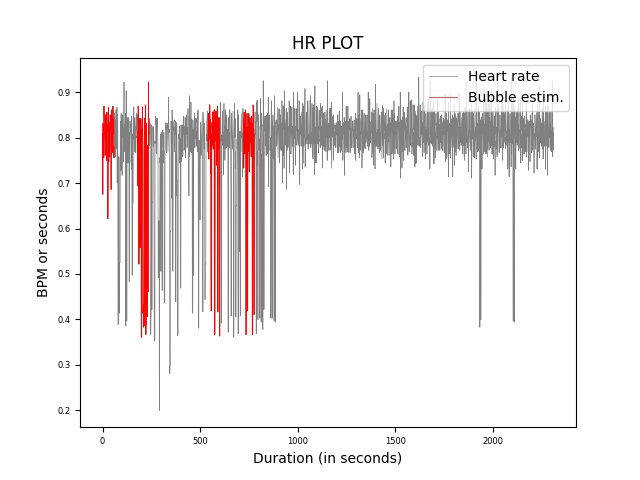 HR PLOT
Heart rate
Bubble estim.
0.9
0.8
0.7
0.6
0.5
0.4
0.3
0.2
BPM or seconds
0 500 1000 1500 2000
Duration (in seconds)